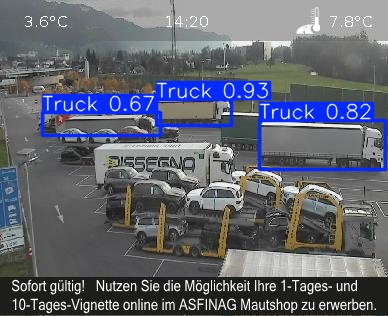 3.6°C 14:20 7.8°C
Truck 0.93
Truck 0.67
Truck 0.82
DISSEGNA
Sofort gültig! Nutzen Sie die Möglichkeit Ihre 1-Tages- und
10-Tages-Vignette online im ASFINAG Mautshop zu erwerben.